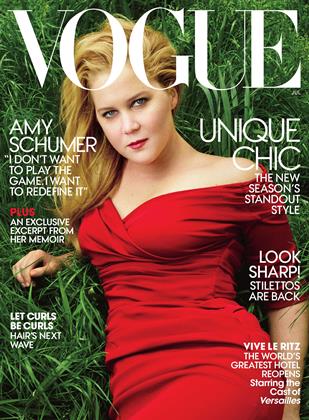 VOGUE
JUL
AMY
SCHUMER
"I DON'T WANT
TO PLAY THE
GAME. I WANT
TO REDEFINE IT"
PLUS
AN EXCLUSIVE
EXCERPT FROM
HER MEMOIR
LET CURLS
BE CURLS
HAIR'S NEXT
WAVE
UNIQUE
CHIC
THE NEW
SEASON'S
STANDOUT
STYLE
LOOK
SHARP!
STILETTOS
ARE BACK
VIVE LE RITZ
THE WORLD'S
GREATEST HOTEL
REOPENS
Starring the
Cast of
Versailles